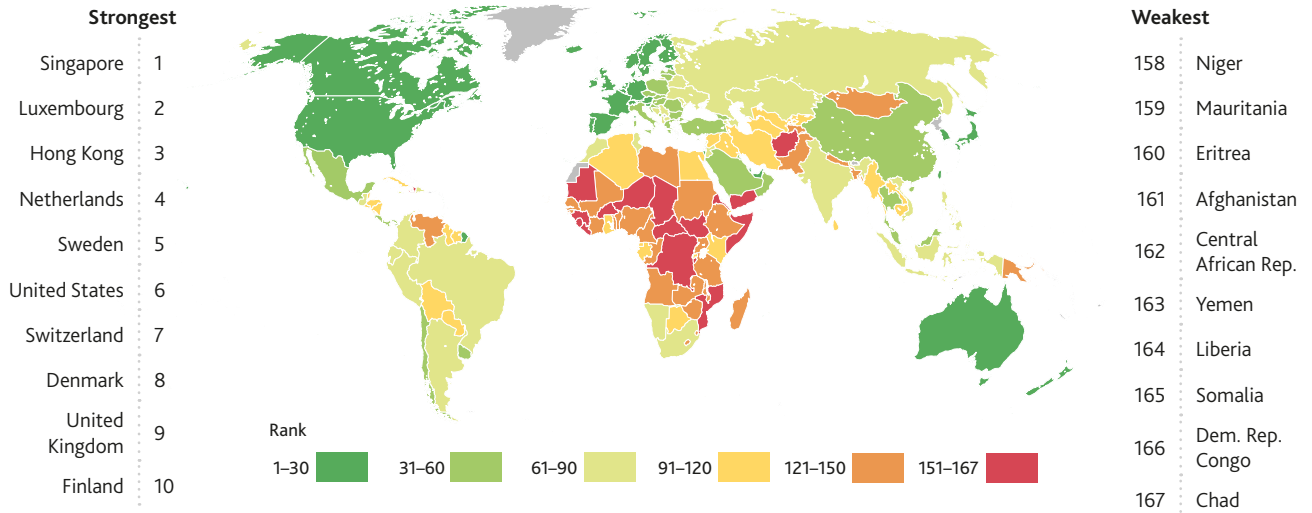 Strongest
Singapore 1
Luxembourg 2
Hong Kong 3
Netherlands 4
Sweden 5
United States 6
Switzerland 7
Denmark 8
United
Kingdom 9
Finland 10
Rank
1–30 31–60 61–90 91–120 121–150 151–167
Weakest
158 Niger
159 Mauritania
160 Eritrea
161 Afghanistan
162 Central
African Rep.
163 Yemen
164 Liberia
165 Somalia
166 Dem. Rep.
Congo
167 Chad